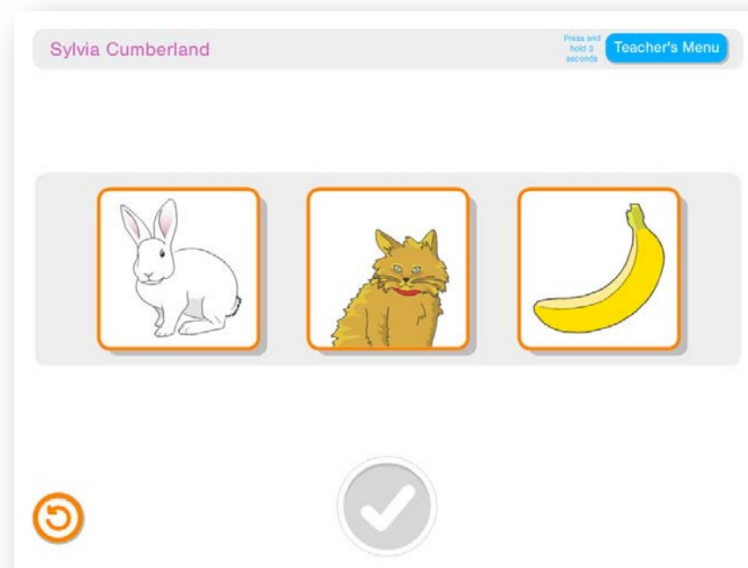 Sylvia Cumberland
Press and
hold 3
seconds
Teacher's Menu